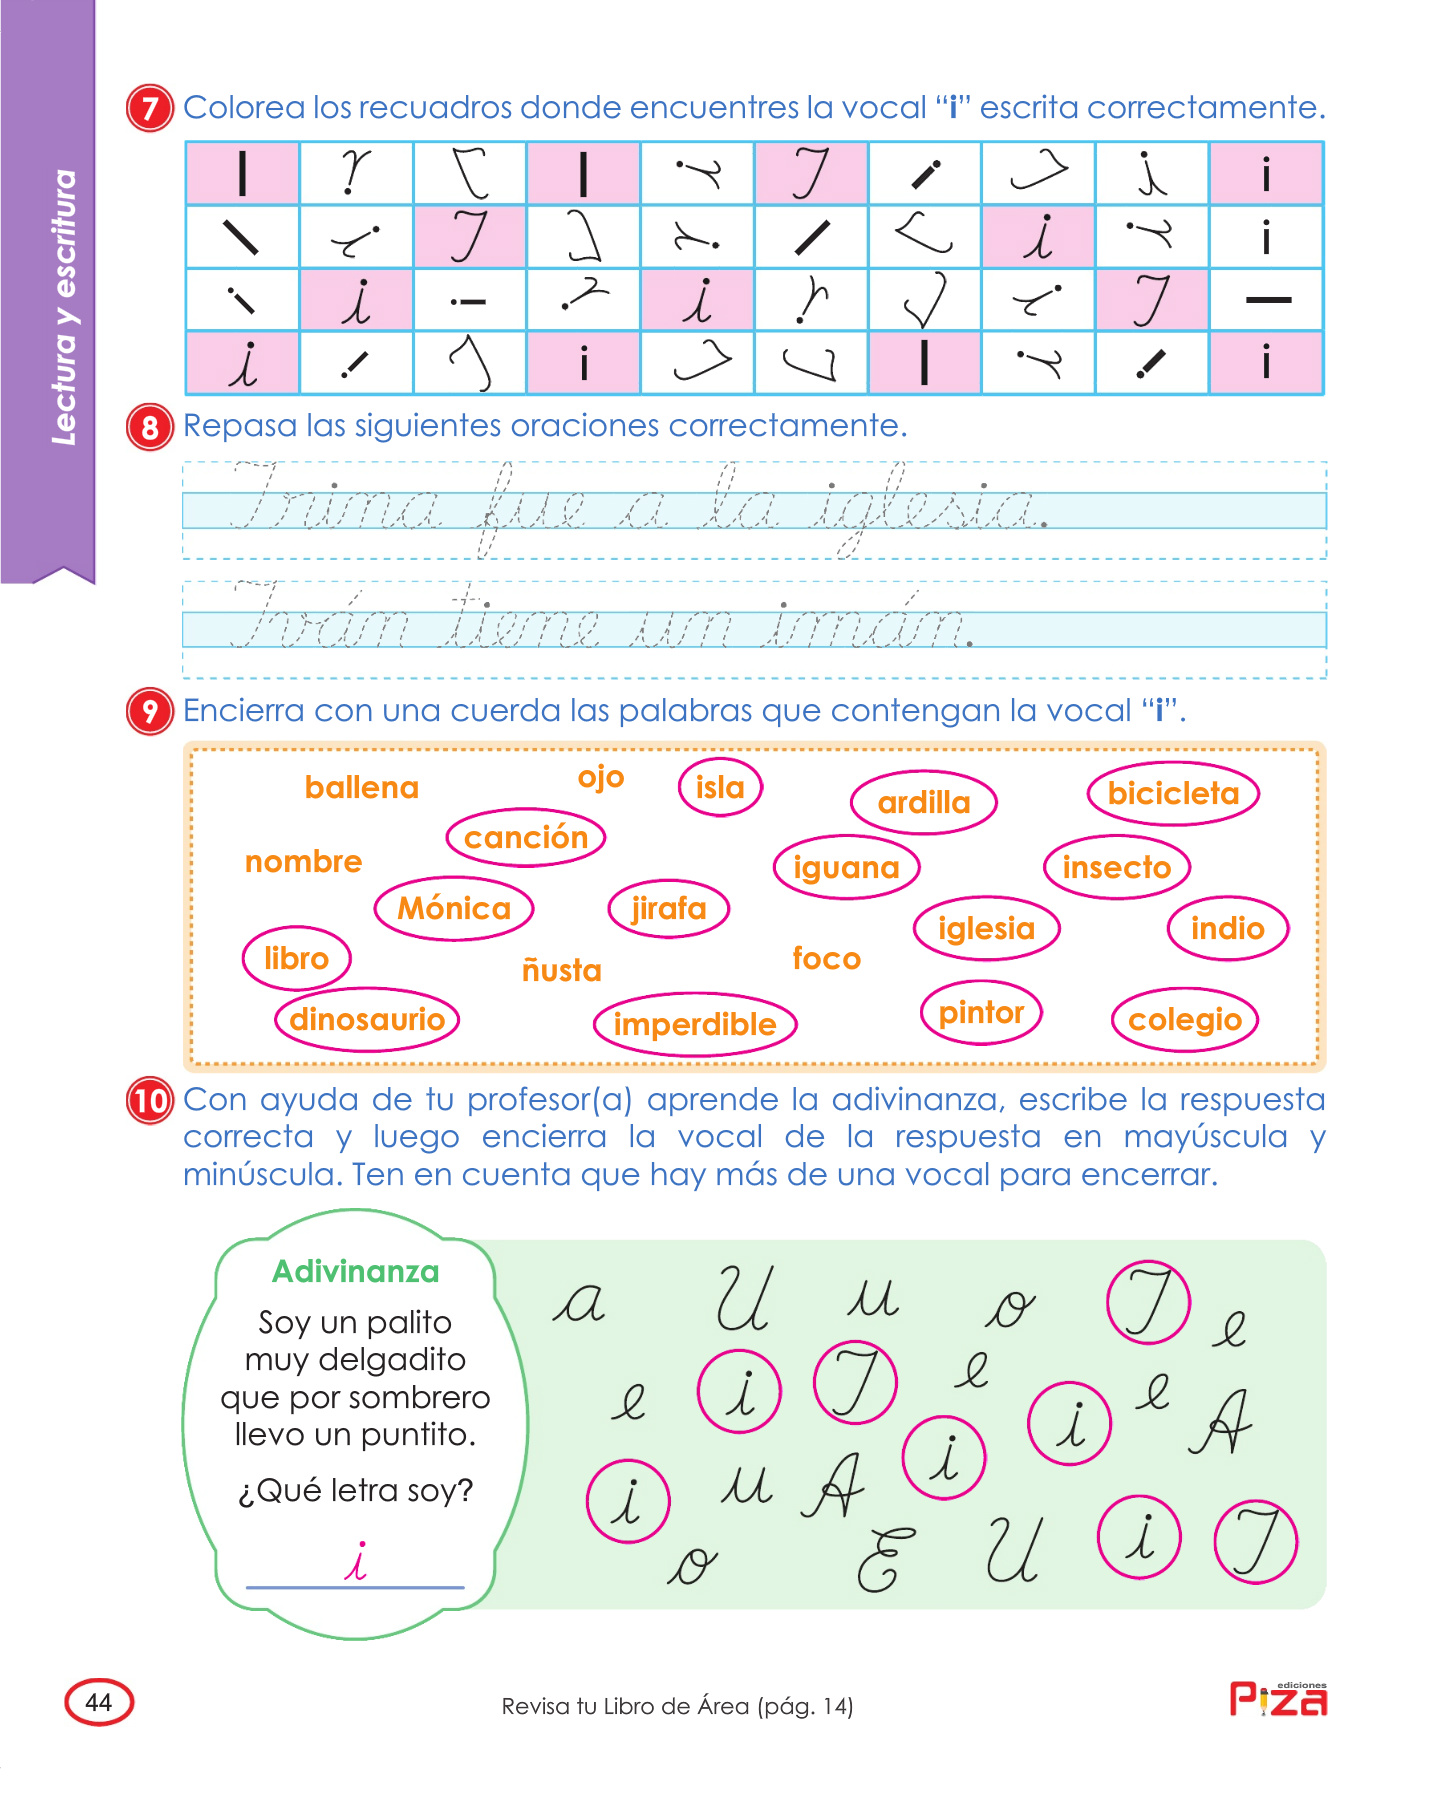 Lectura y escritura
7 Colorea los recuadros donde encuentres la vocal “i” escrita correctamente.
8 Repasa las siguientes oraciones correctamente.
Irina fue a la iglesia.
Iván tiene un imán.
9 Encierra con una cuerda las palabras que contengan la vocal “i”.
ballena ojo isla ardilla bicicleta
canción
nombre iguana insecto
Mónica jirafa iglesia indio
libro ñusta foco
dinosaurio imperdible pintor colegio
10 Con ayuda de tu profesor(a) aprende la adivinanza, escribe la respuesta
correcta y luego encierra la vocal de la respuesta en mayúscula y
minúscula. Ten en cuenta que hay más de una vocal para encerrar.
Adivinanza
Soy un palito
muy delgadito
que por sombrero
llevo un puntito.
¿Qué letra soy?
i
a U u o I e
e i I e i e A
i u A i
o E U i I
44
Revisa tu Libro de Área (pág. 14)
ediciones
Piza